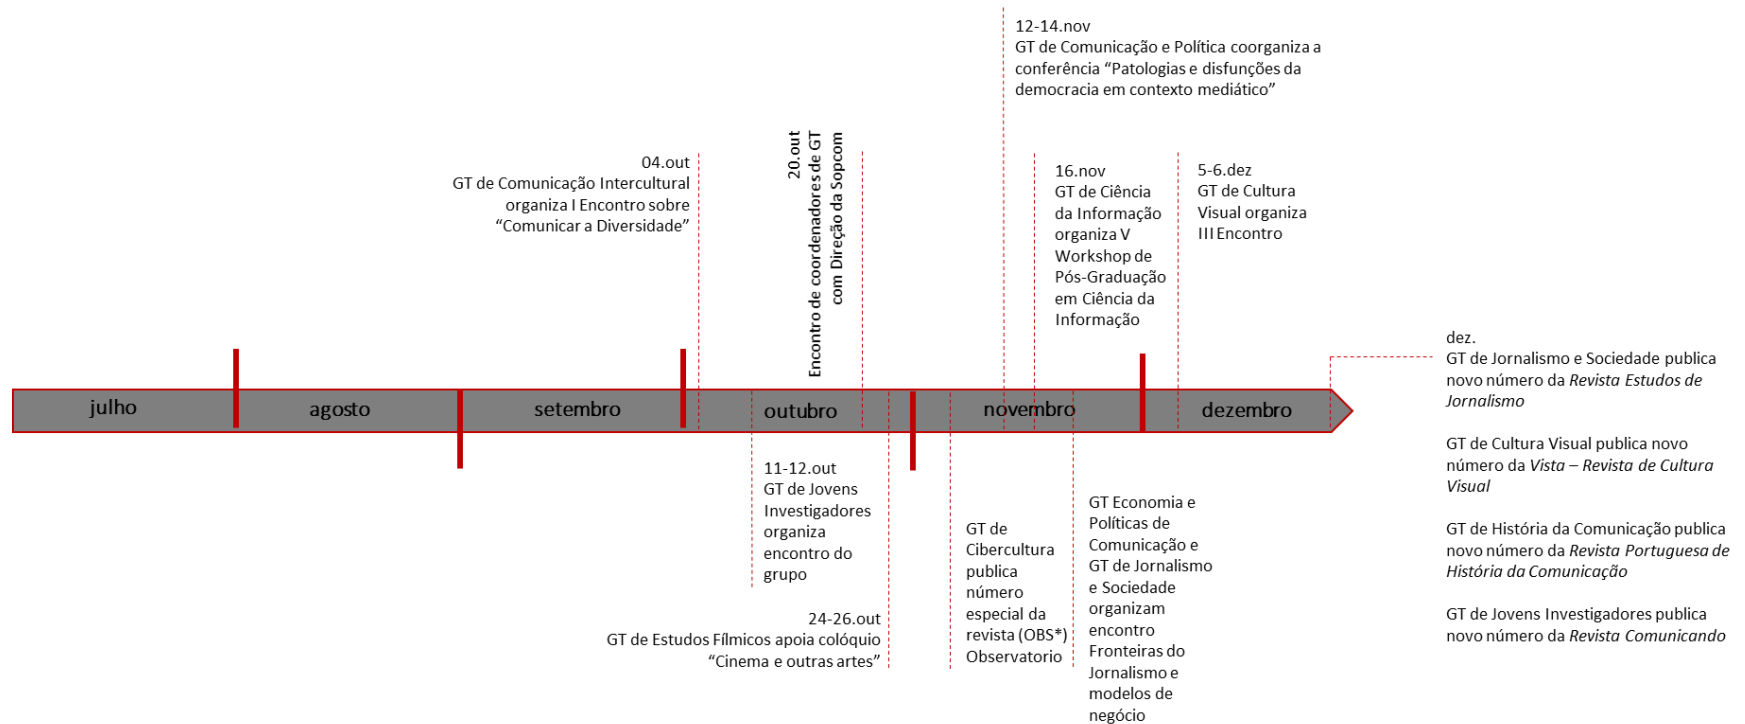 12-14.nov
GT de Comunicação e Política coorganiza a
conferência “Patologias e disfunções da
democracia em contexto mediático”
04.out
GT de Comunicação Intercultural
organiza I Encontro sobre
“Comunicar a Diversidade”
20.out
Encontro de coordenadores de GT
com Direção da Sopcom
16.nov
GT de Ciência
da Informação
organiza V
Workshop de
Pós-Graduação
em Ciência da
Informação
5-6.dez
GT de Cultura
Visual organiza
III Encontro
julho
agosto
setembro
outubro
novembro
dezembro
11-12.out
GT de Jovens
Investigadores
organiza
encontro do
grupo
24-26.out
GT de Estudos Fílmicos apoia colóquio
“Cinema e outras artes”
GT de
Cibercultura
publica
número
especial da
revista (OBS*)
Observatorio
GT Economia e
Políticas de
Comunicação e
GT de Jornalismo
e Sociedade
organizam
encontro
Fronteiras do
Jornalismo e
modelos de
negócio
dez.
GT de Jornalismo e Sociedade publica
novo número da Revista Estudos de
Jornalismo
GT de Cultura Visual publica novo
número da Vista – Revista de Cultura
Visual
GT de História da Comunicação publica
novo número da Revista Portuguesa de
História da Comunicação
GT de Jovens Investigadores publica
novo número da Revista Comunicando